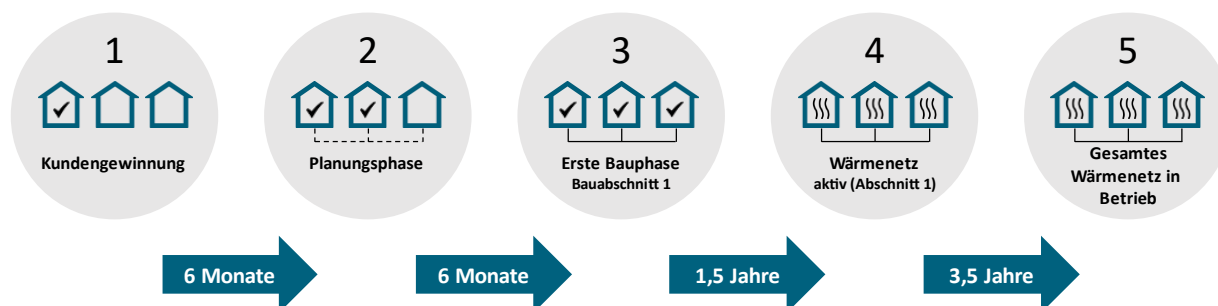 1
2
3
4
5
Kundengewinnung
Planungsphase
Erste Bauphase
Bauabschnitt 1
Wärmenetz
aktiv (Abschnitt 1)
Gesamtes
Wärmenetz in
Betrieb
6 Monate
6 Monate
1,5 Jahre
3,5 Jahre